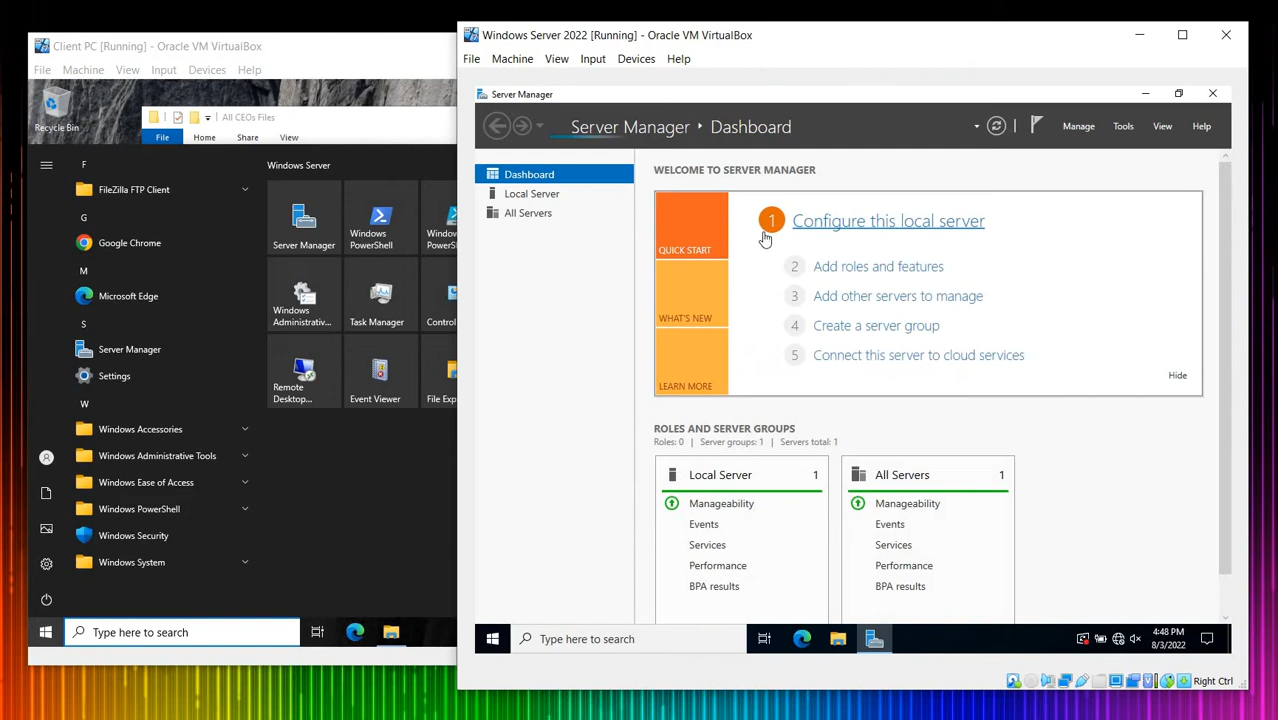 Client PC [Running] - Oracle VM VirtualBox
File Machine View Input Devices Help
Recycle Bin
All CEOs Files
File Home Share View
F
FileZilla FTP Client
G
Google Chrome
M
Microsoft Edge
S
Server Manager
Settings
W
Windows Accessories
Windows Administrative Tools
Windows Ease of Access
Windows PowerShell
Windows Security
Windows System
Windows Server
Server Manager
Windows PowerShell
Windows
Administrativ...
Task Manager
Remote
Desktop...
Event Viewer
Type here to search
Windows Server 2022 [Running] - Oracle VM VirtualBox
File Machine View Input Devices Help
Server Manager
Server Manager Dashboard
Manage Tools View Help
Dashboard
Local Server
All Servers
WELCOME TO SERVER MANAGER
QUICK START
WHAT'S NEW
LEARN MORE
1 Configure this local server
2 Add roles and features
3 Add other servers to manage
4 Create a server group
5 Connect this server to cloud services
Hide
ROLES AND SERVER GROUPS
Roles: 0 | Server groups: 1 | Servers total: 1
Local Server 1
Manageability
Events
Services
Performance
BPA results
All Servers 1
Manageability
Events
Services
Performance
BPA results
Type here to search
4:48 PM
8/3/2022
Right Ctrl